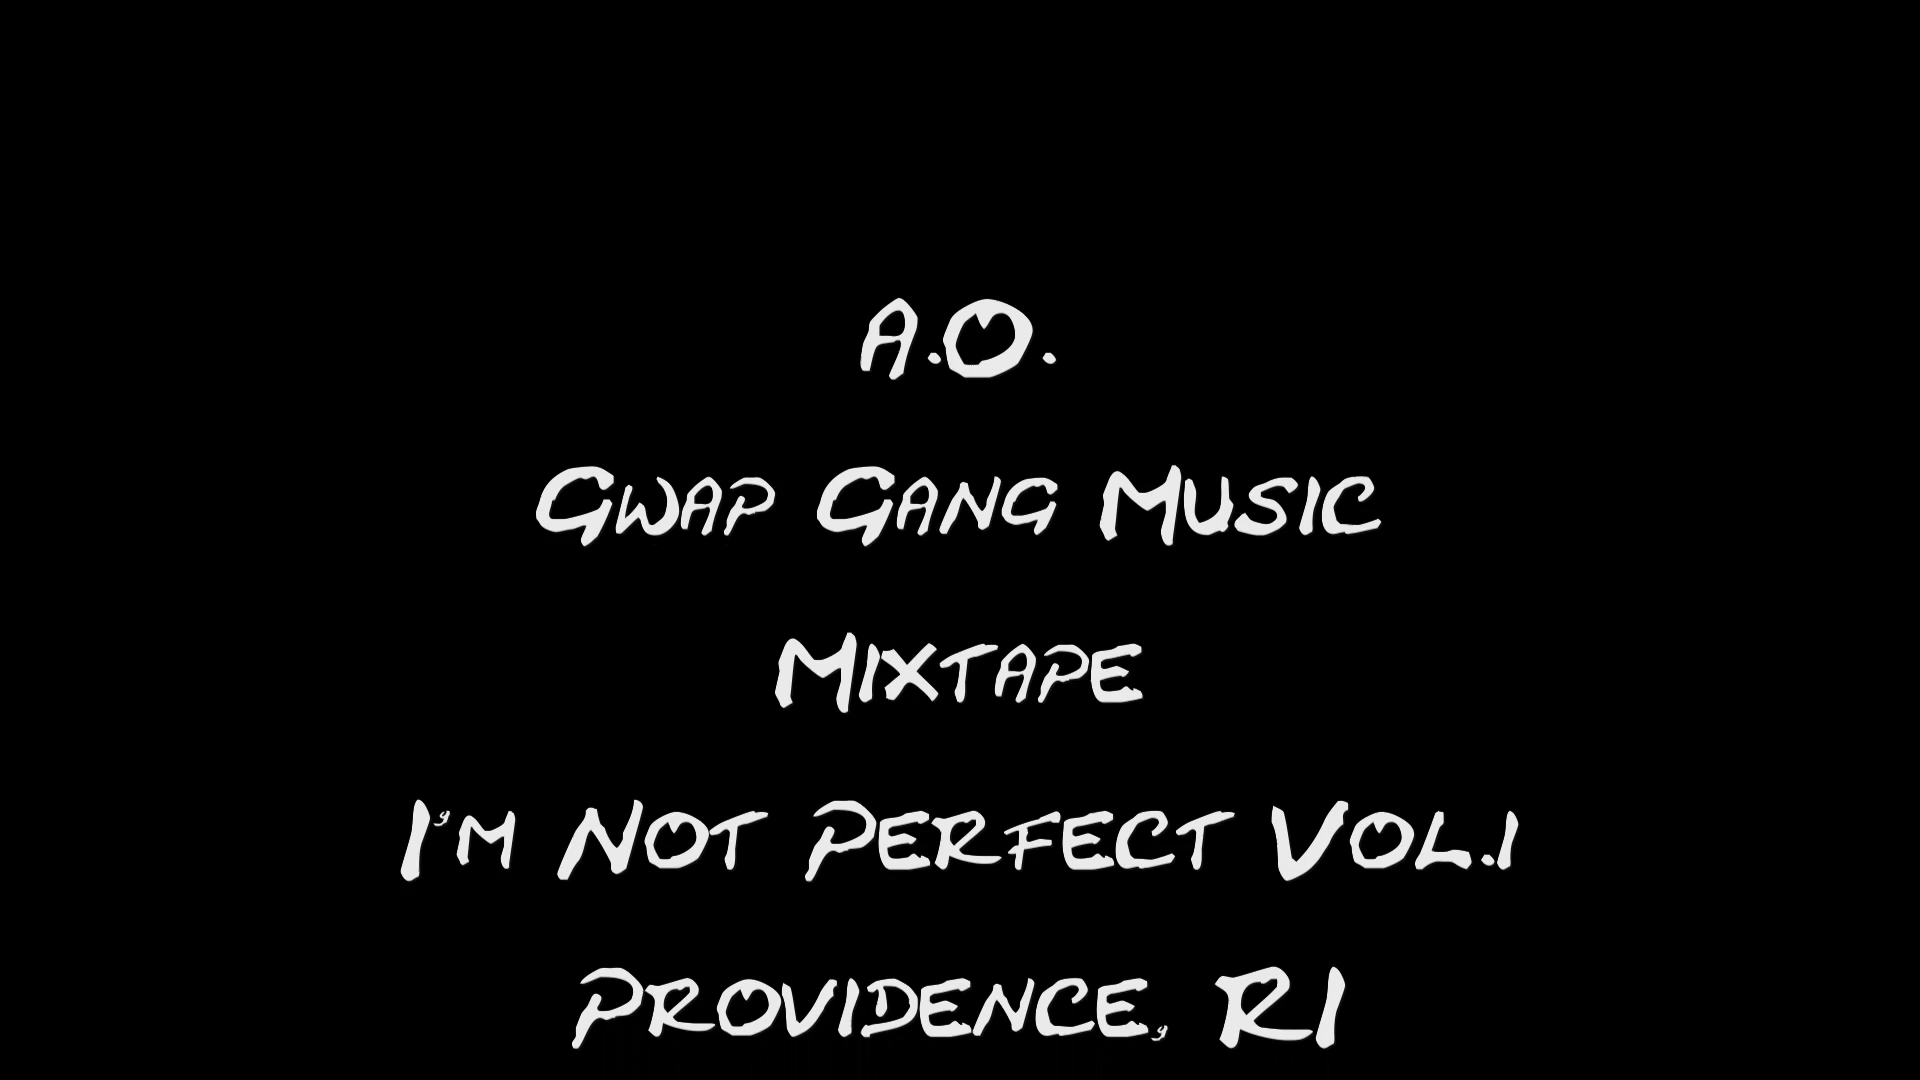 A.O.
Gwap Gang Music
Mixtape
I'm Not Perfect Vol.1
Providence, RI